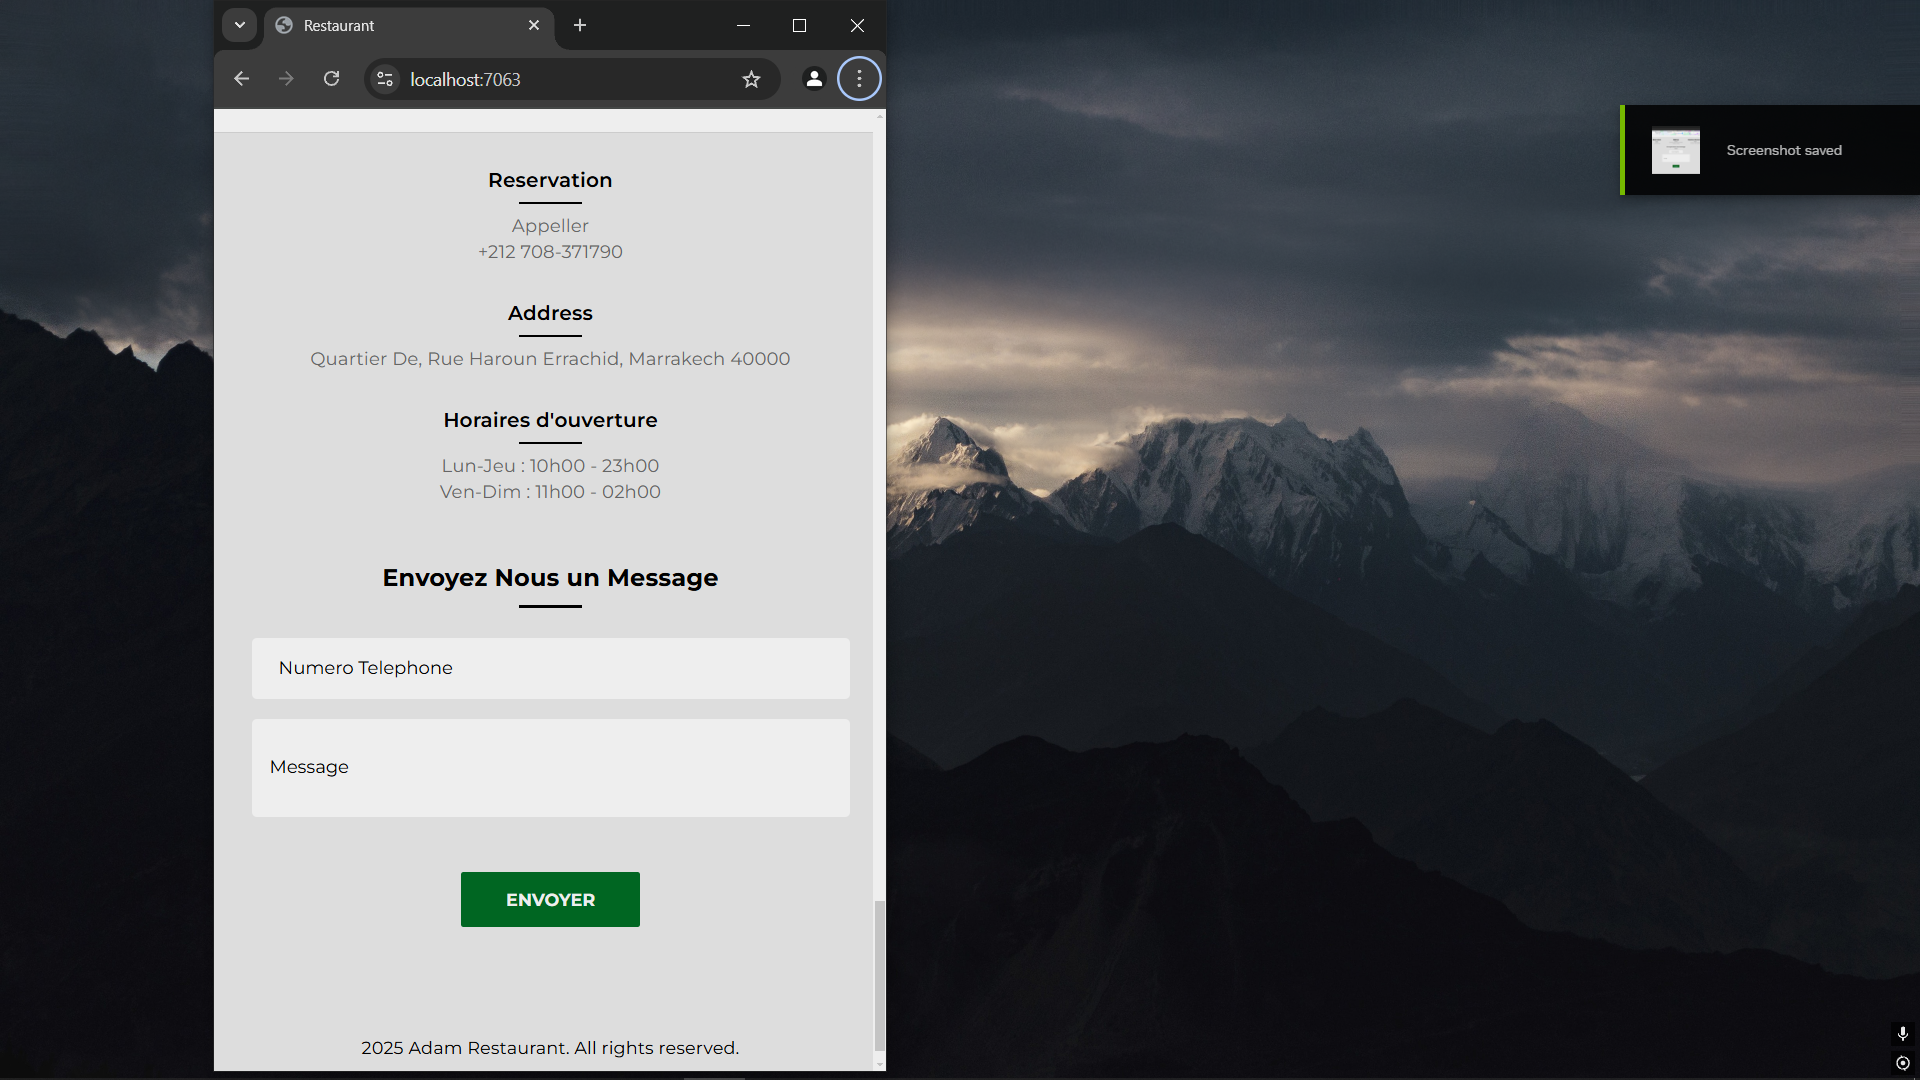 Restaurant
localhost:7063
Screenshot saved
Reservation
Appeller
+212 708-371790
Address
Quartier De, Rue Haroun Errachid, Marrakech 40000
Horaires d'ouverture
Lun-Jeu : 10h00 - 23h00
Ven-Dim : 11h00 - 02h00
Envoyez Nous un Message
Numero Telephone
Message
ENVOYER
2025 Adam Restaurant. All rights reserved.